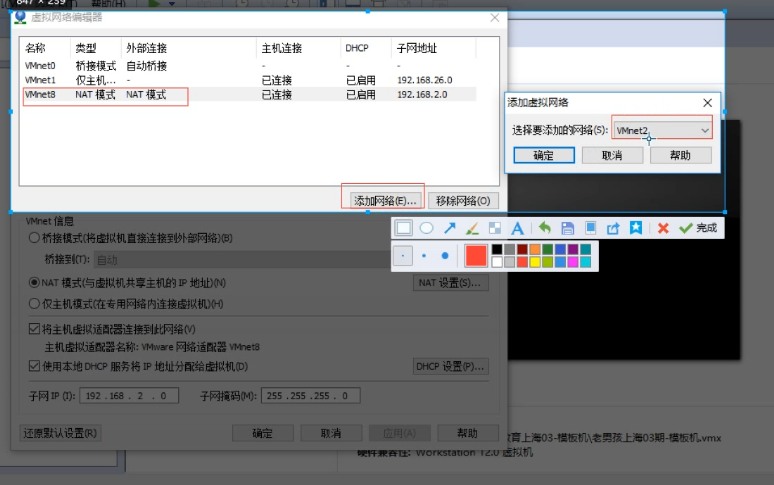 847 * 239
帮助(H)
虚拟网络编辑器
名称 类型 外部连接 主机连接 DHCP 子网地址
VMnet0 桥接模式 自动桥接 - - -
VMnet1 仅主机... - 已连接 已启用 192.168.26.0
VMnet8 NAT 模式 NAT 模式 已连接 已启用 192.168.2.0
添加虚拟网络
选择要添加的网络(S): VMnet2
确定 取消 帮助
添加网络(E)... 移除网络(O)
完成
VMnet 信息
桥接模式(将虚拟机直接连接到外部网络)(B)
桥接到(T): 自动
NAT 模式(与虚拟机共享主机的 IP 地址)(N) NAT 设置(S)...
仅主机模式(在专用网络内连接虚拟机)(H)
将主机虚拟适配器连接到此网络(V)
主机虚拟适配器名称: VMware 网络适配器 VMnet8
使用本地 DHCP 服务将 IP 地址分配给虚拟机(D) DHCP 设置(P)...
子网 IP (I): 192 . 168 . 2 . 0 子网掩码(M): 255 . 255 . 255 . 0
还原默认设置(R) 确定 取消 应用(A) 帮助
教育上海03-模板机\老男孩上海03期-模板机.vmx
硬件兼容性: Workstation 12.0 虚拟机